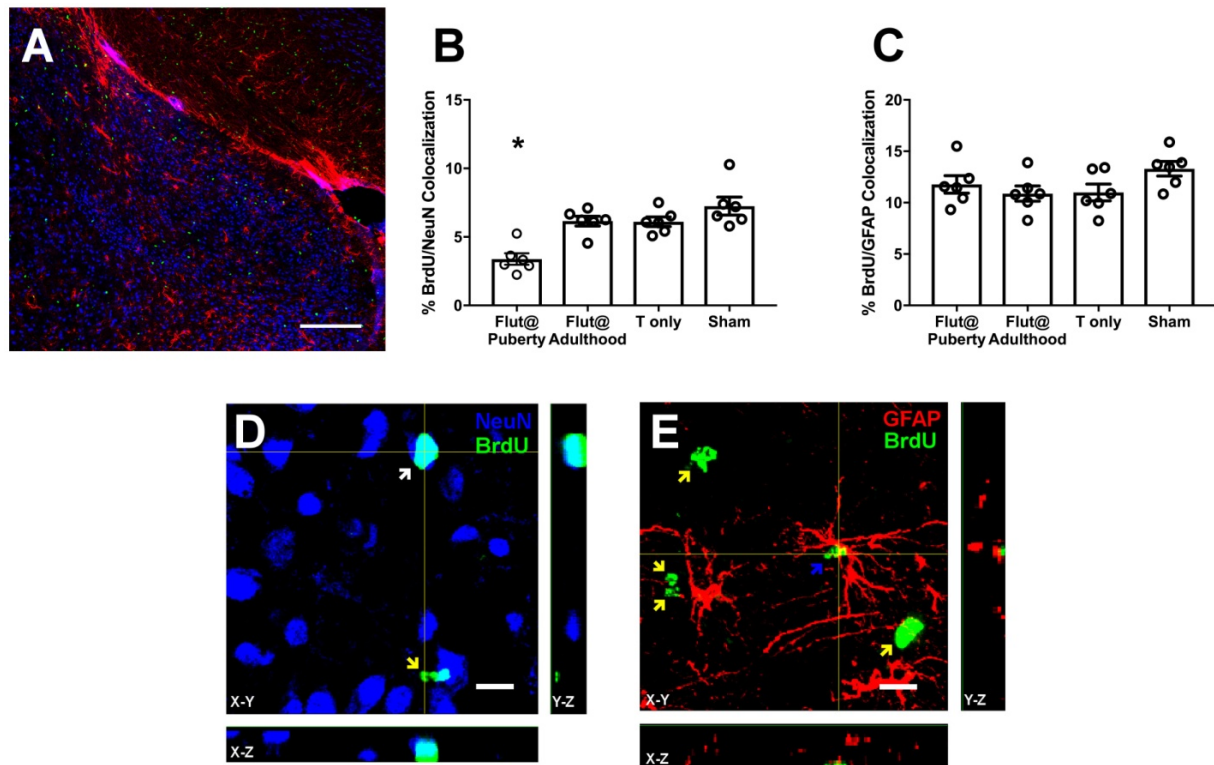 A
B
% BrdU/NeuN Colocalization
15
10
5
0
*
Flut@ Flut@ T only Sham
Puberty Adulthood
C
% BrdU/GFAP Colocalization
20
15
10
5
0
Flut@ Flut@ T only Sham
Puberty Adulthood
D
NeuN
BrdU
X-Y
Y-Z
X-Z
E
GFAP
BrdU
X-Y
Y-Z
X-Z